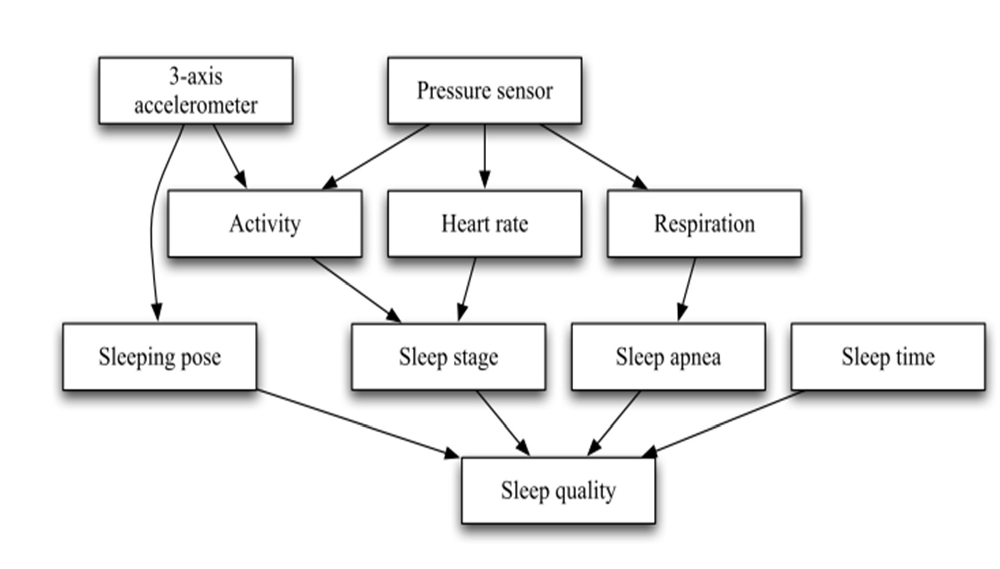 3-axis
accelerometer
Pressure sensor
Activity
Heart rate
Respiration
Sleeping pose
Sleep stage
Sleep apnea
Sleep time
Sleep quality